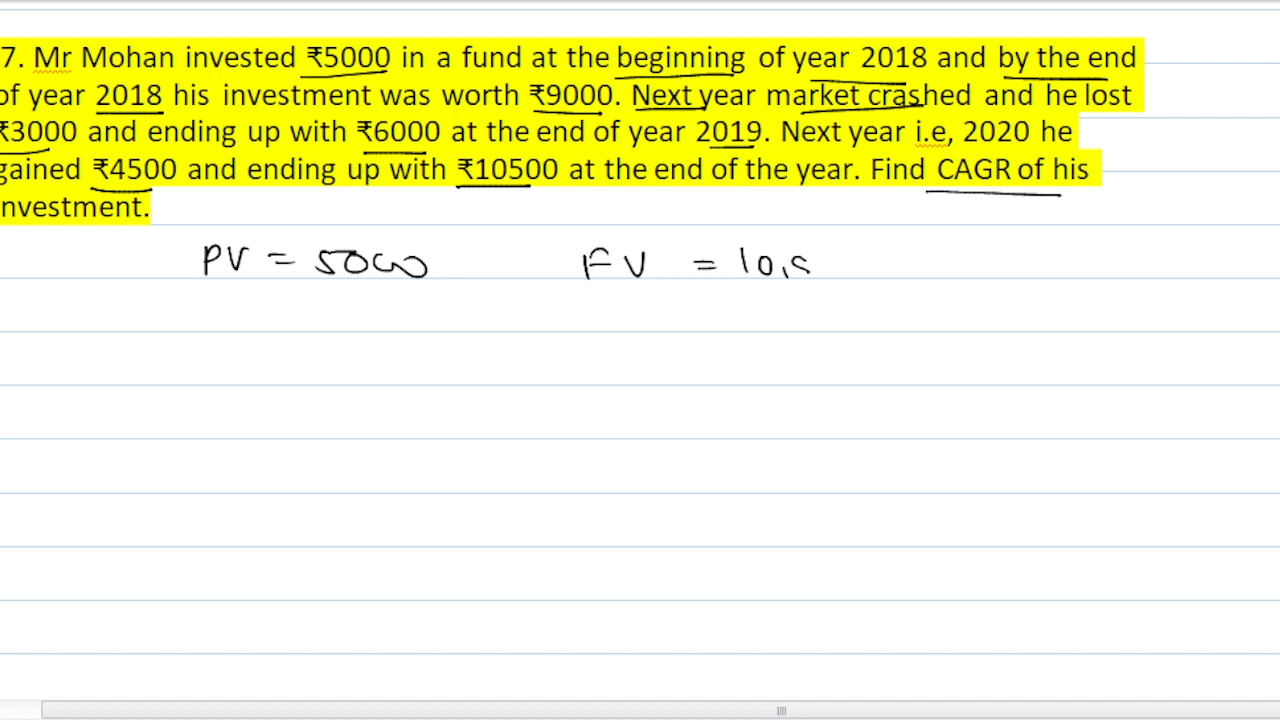 7. Mr Mohan invested ₹5000 in a fund at the beginning of year 2018 and by the end
of year 2018 his investment was worth ₹9000. Next year market crashed and he lost
₹3000 and ending up with ₹6000 at the end of year 2019. Next year i.e, 2020 he
gained ₹4500 and ending up with ₹10500 at the end of the year. Find CAGR of his
nvestment.
PV = 5000 FV = 10,5